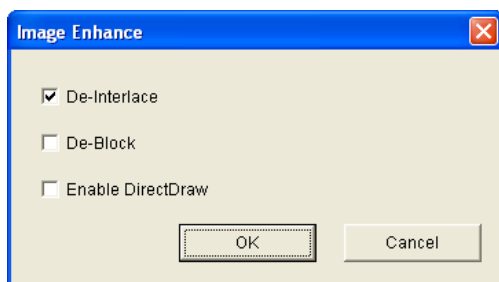 Image Enhance
De-Interlace
De-Block
Enable DirectDraw
OK Cancel